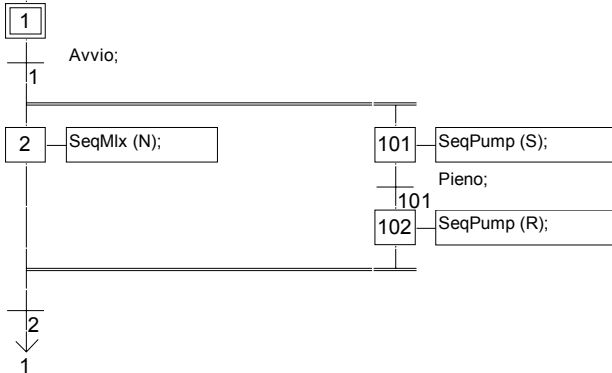 1
Avvio;
1
2
SeqMIx (N);
101
SeqPump (S);
Pieno;
101
102
SeqPump (R);
2
1